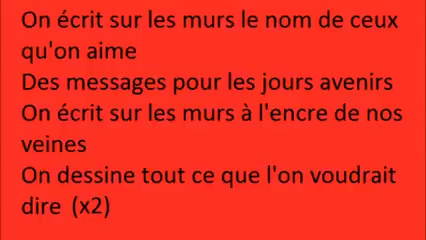 On écrit sur les murs le nom de ceux
qu'on aime
Des messages pour les jours avenirs
On écrit sur les murs à l'encre de nos
veines
On dessine tout ce que l'on voudrait
dire (x2)